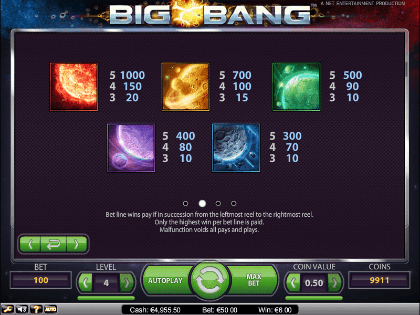 BIG BANG
A NET ENTERTAINMENT PRODUCTION
5 1000
4 150
3 20
5 700
4 100
3 15
5 500
4 90
3 10
5 400
4 80
3 10
5 300
4 70
3 10
Bet line wins pay if in succession from the leftmost reel to the rightmost reel.
Only the highest win per bet line is paid.
Malfunction voids all pays and plays.
BET
LEVEL
COIN VALUE
COINS
100
4
AUTOPLAY
MAX
BET
0.50
9911
AUTO
Cash: €4,955.50 Bet: €50.00 Win: €6.00